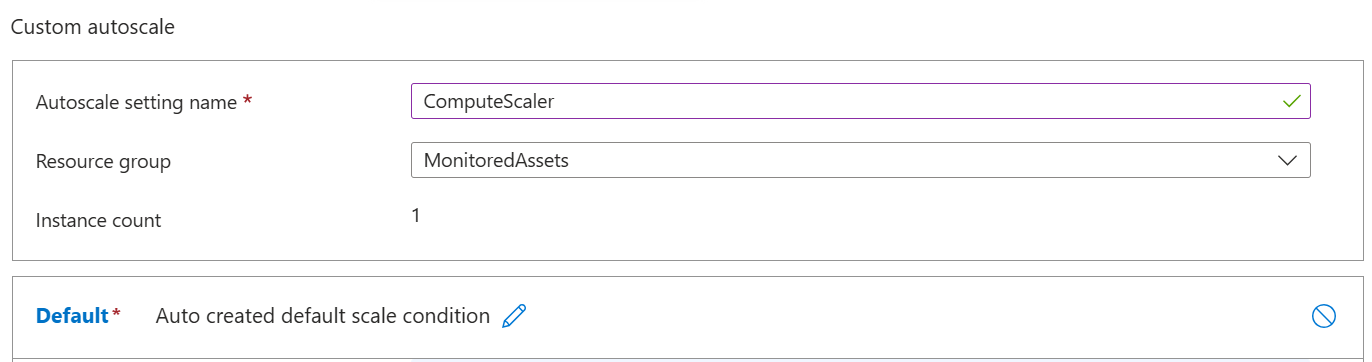 Custom autoscale
Autoscale setting name *
ComputeScaler
Resource group
MonitoredAssets
Instance count
1
Default* Auto created default scale condition